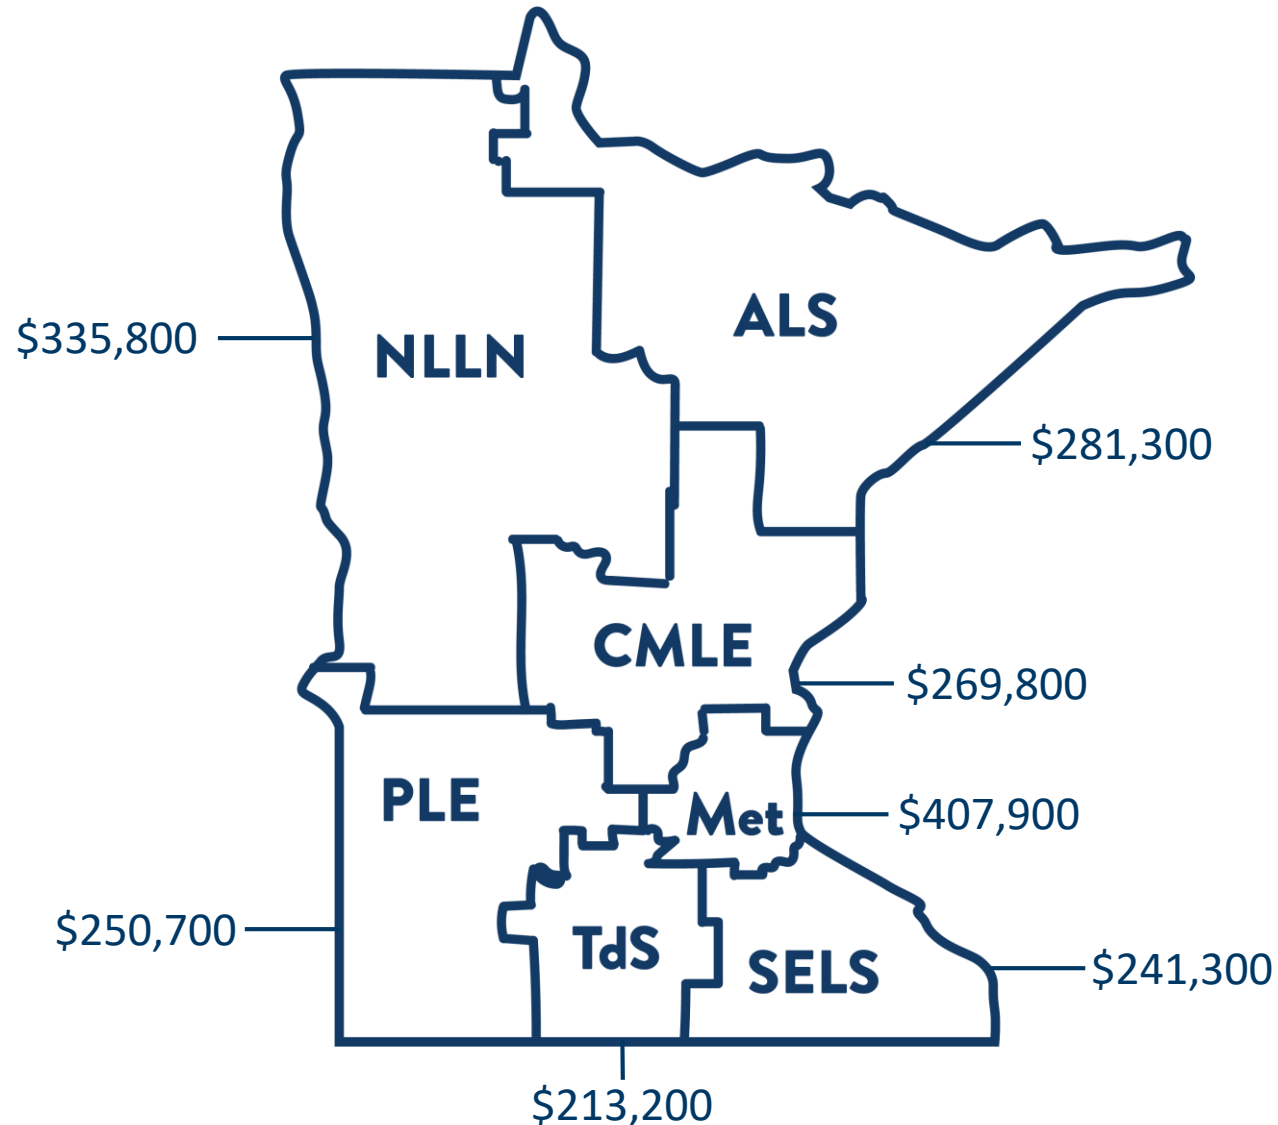 ALS
$335,800
NLLN
$281,300
CMLE
$269,800
PLE
Met
$407,900
$250,700
TdS
SELS
$241,300
$213,200